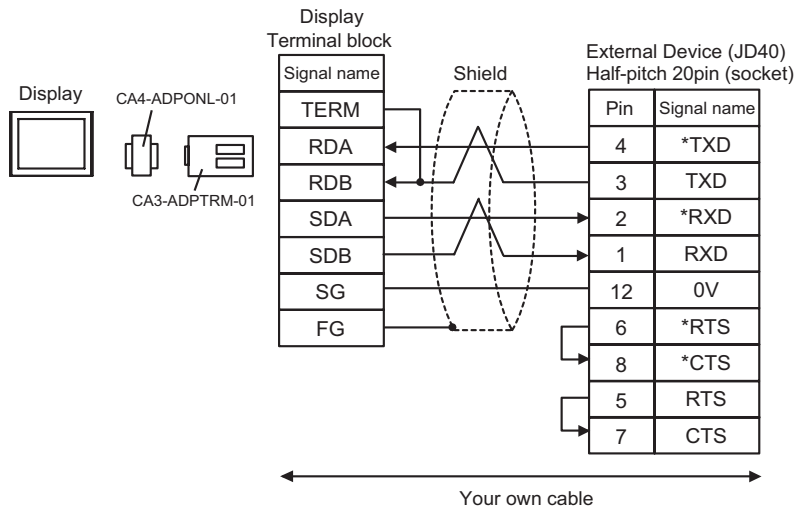 Display
Terminal block
External Device (JD40)
Half-pitch 20pin (socket)
Signal name
Shield
Display
CA4-ADPONL-01
Pin
Signal name
TERM
RDA
4
*TXD
RDB
3
TXD
CA3-ADPTRM-01
SDA
2
*RXD
SDB
1
RXD
SG
12
0V
FG
6
*RTS
8
*CTS
5
RTS
7
CTS
Your own cable